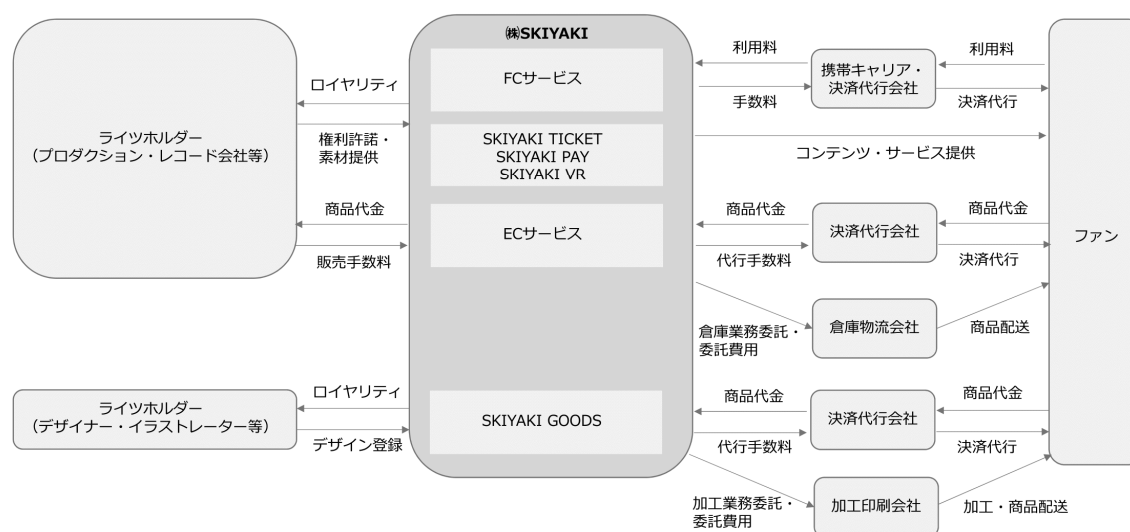 ㈱SKIYAKI
FCサービス
SKIYAKI TICKET
SKIYAKI PAY
SKIYAKI VR
ECサービス
SKIYAKI GOODS
ライツホルダー
（プロダクション・レコード会社等）
ロイヤリティ
権利許諾・
素材提供
商品代金
販売手数料
ライツホルダー
（デザイナー・イラストレーター等）
ロイヤリティ
デザイン登録
利用料
手数料
携帯キャリア・
決済代行会社
利用料
決済代行
コンテンツ・サービス提供
商品代金
代行手数料
決済代行会社
商品代金
決済代行
倉庫業務委託・
委託費用
倉庫物流会社
商品配送
商品代金
代行手数料
決済代行会社
商品代金
決済代行
加工業務委託・
委託費用
加工印刷会社
加工・商品配送
ファン